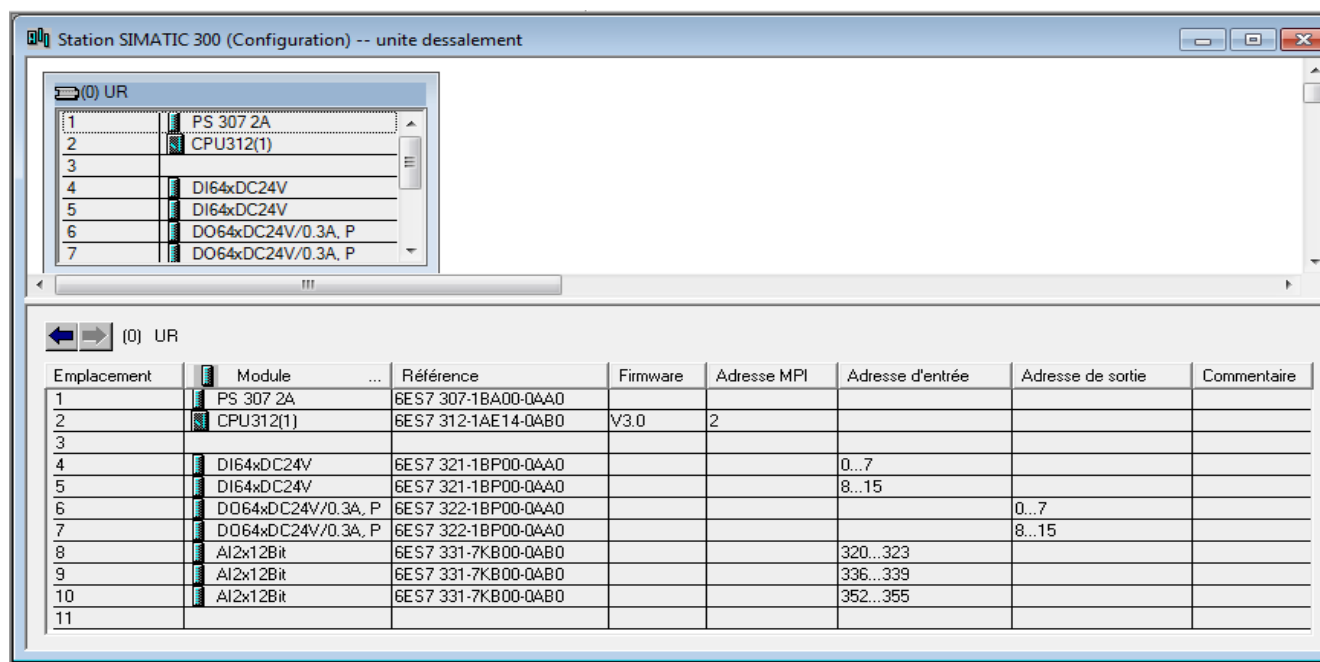 Station SIMATIC 300 (Configuration) -- unite dessalement
(0) UR
1 PS 307 2A
2 CPU312(1)
3
4 DI64xDC24V
5 DI64xDC24V
6 DO64xDC24V/0.3A, P
7 DO64xDC24V/0.3A, P
(0) UR
Emplacement Module ... Référence Firmware Adresse MPI Adresse d'entrée Adresse de sortie Commentaire
1 PS 307 2A 6ES7 307-1BA00-0AA0
2 CPU312(1) 6ES7 312-1AE14-0AB0 V3.0 2
3
4 DI64xDC24V 6ES7 321-1BP00-0AA0 0...7
5 DI64xDC24V 6ES7 321-1BP00-0AA0 8...15
6 DO64xDC24V/0.3A, P 6ES7 322-1BP00-0AA0 0...7
7 DO64xDC24V/0.3A, P 6ES7 322-1BP00-0AA0 8...15
8 AI2x12Bit 6ES7 331-7KB00-0AB0 320...323
9 AI2x12Bit 6ES7 331-7KB00-0AB0 336...339
10 AI2x12Bit 6ES7 331-7KB00-0AB0 352...355
11